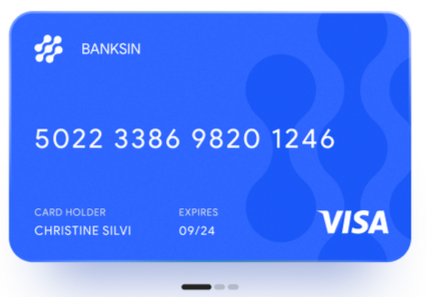 BANKSIN
5022 3386 9820 1246
CARD HOLDER
EXPIRES
CHRISTINE SILVI
09/24
VISA